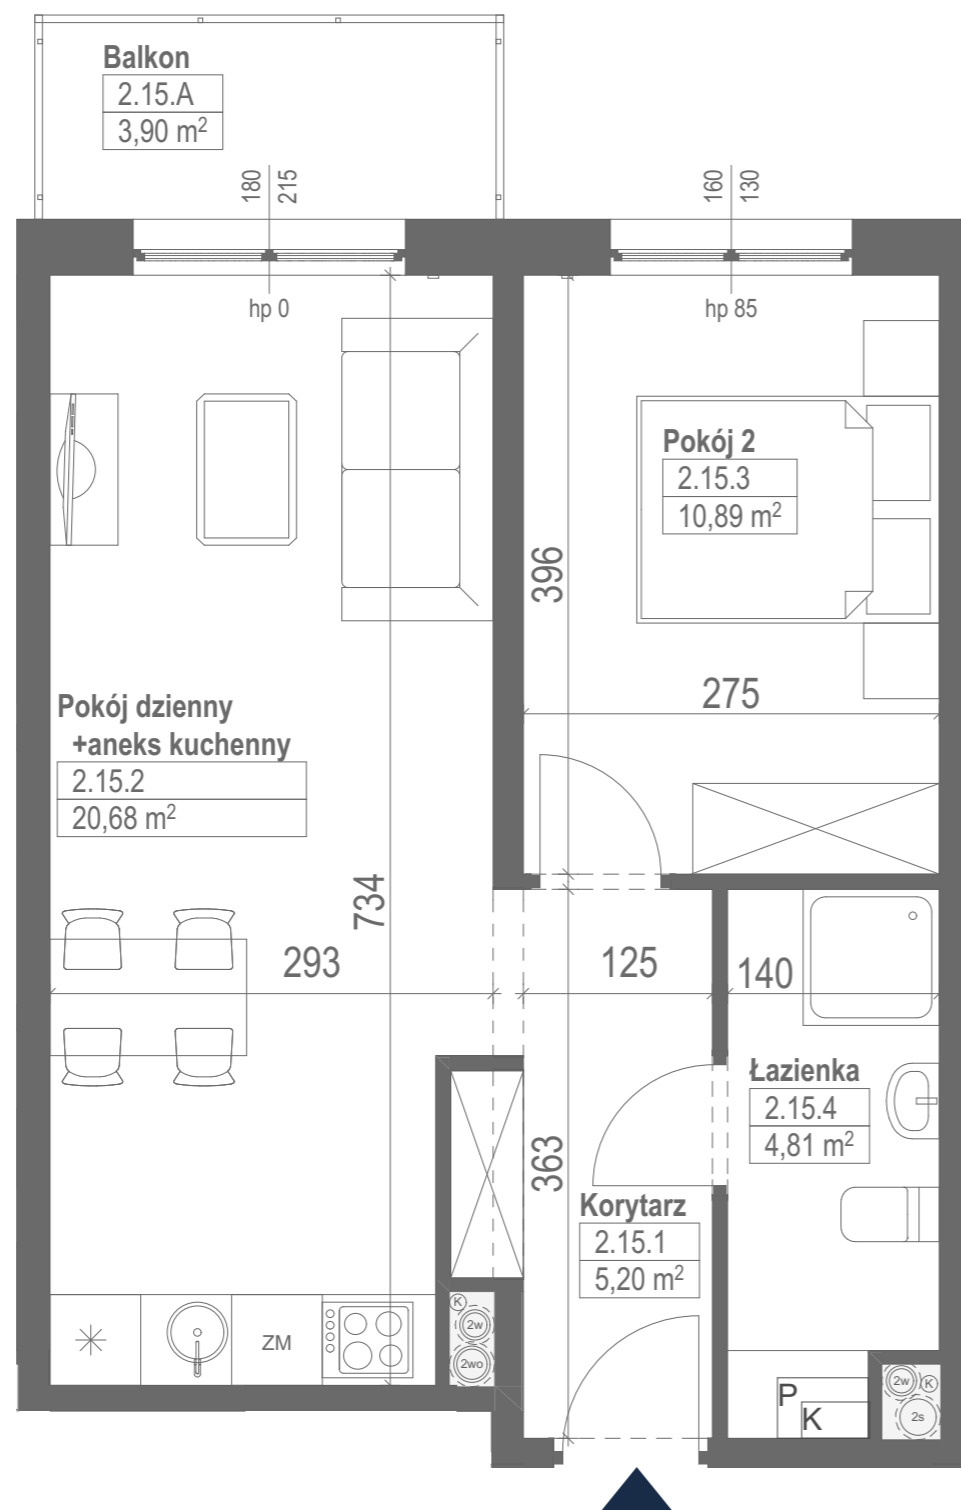 Balkon
2.15.A
3,90 m²
180
215
160
130
hp 0
hp 85
Pokój 2
2.15.3
10,89 m²
396
275
Pokój dzienny
+aneks kuchenny
2.15.2
20,68 m²
734
293
125
140
Łazienka
2.15.4
4,81 m²
363
Korytarz
2.15.1
5,20 m²
ZM
K
2w
2wo
P
K
2w
K
2s